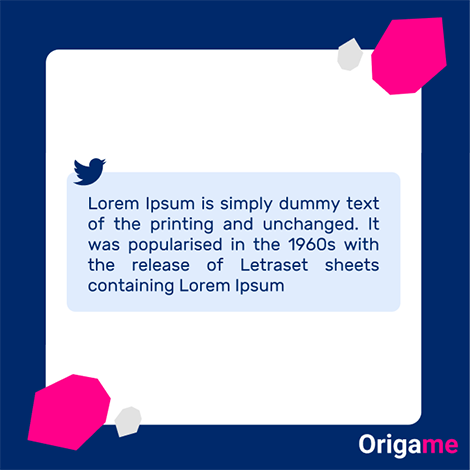 Lorem Ipsum is simply dummy text
of the printing and unchanged. It
was popularised in the 1960s with
the release of Letraset sheets
containing Lorem Ipsum
Origame